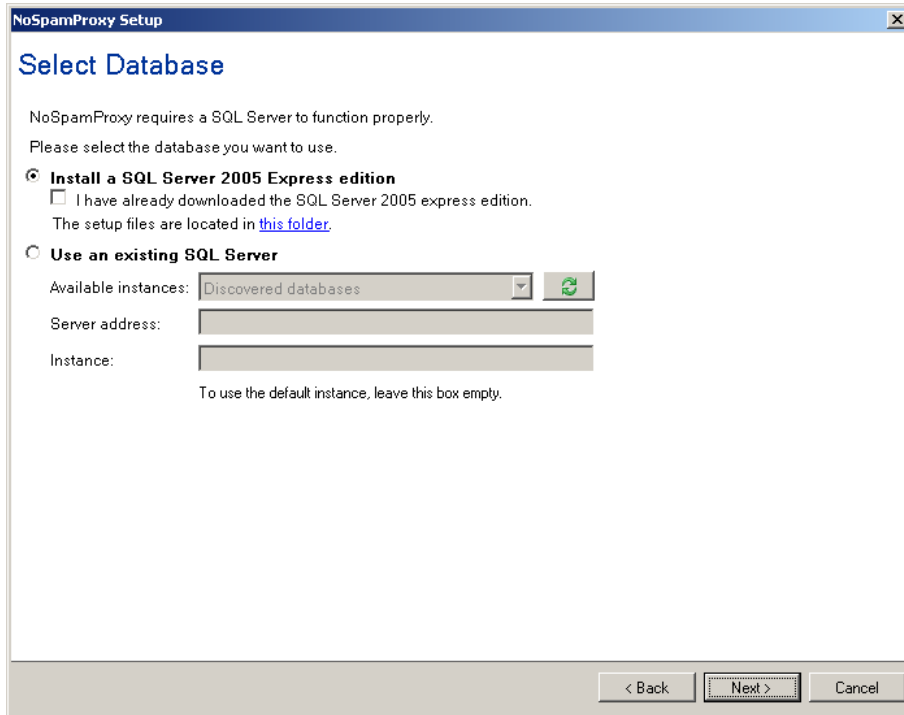 NoSpamProxy Setup
Select Database
NoSpamProxy requires a SQL Server to function properly.
Please select the database you want to use.
Install a SQL Server 2005 Express edition
I have already downloaded the SQL Server 2005 express edition.
The setup files are located in this folder.
Use an existing SQL Server
Available instances: Discovered databases
Server address:
Instance:
To use the default instance, leave this box empty.
< Back Next > Cancel